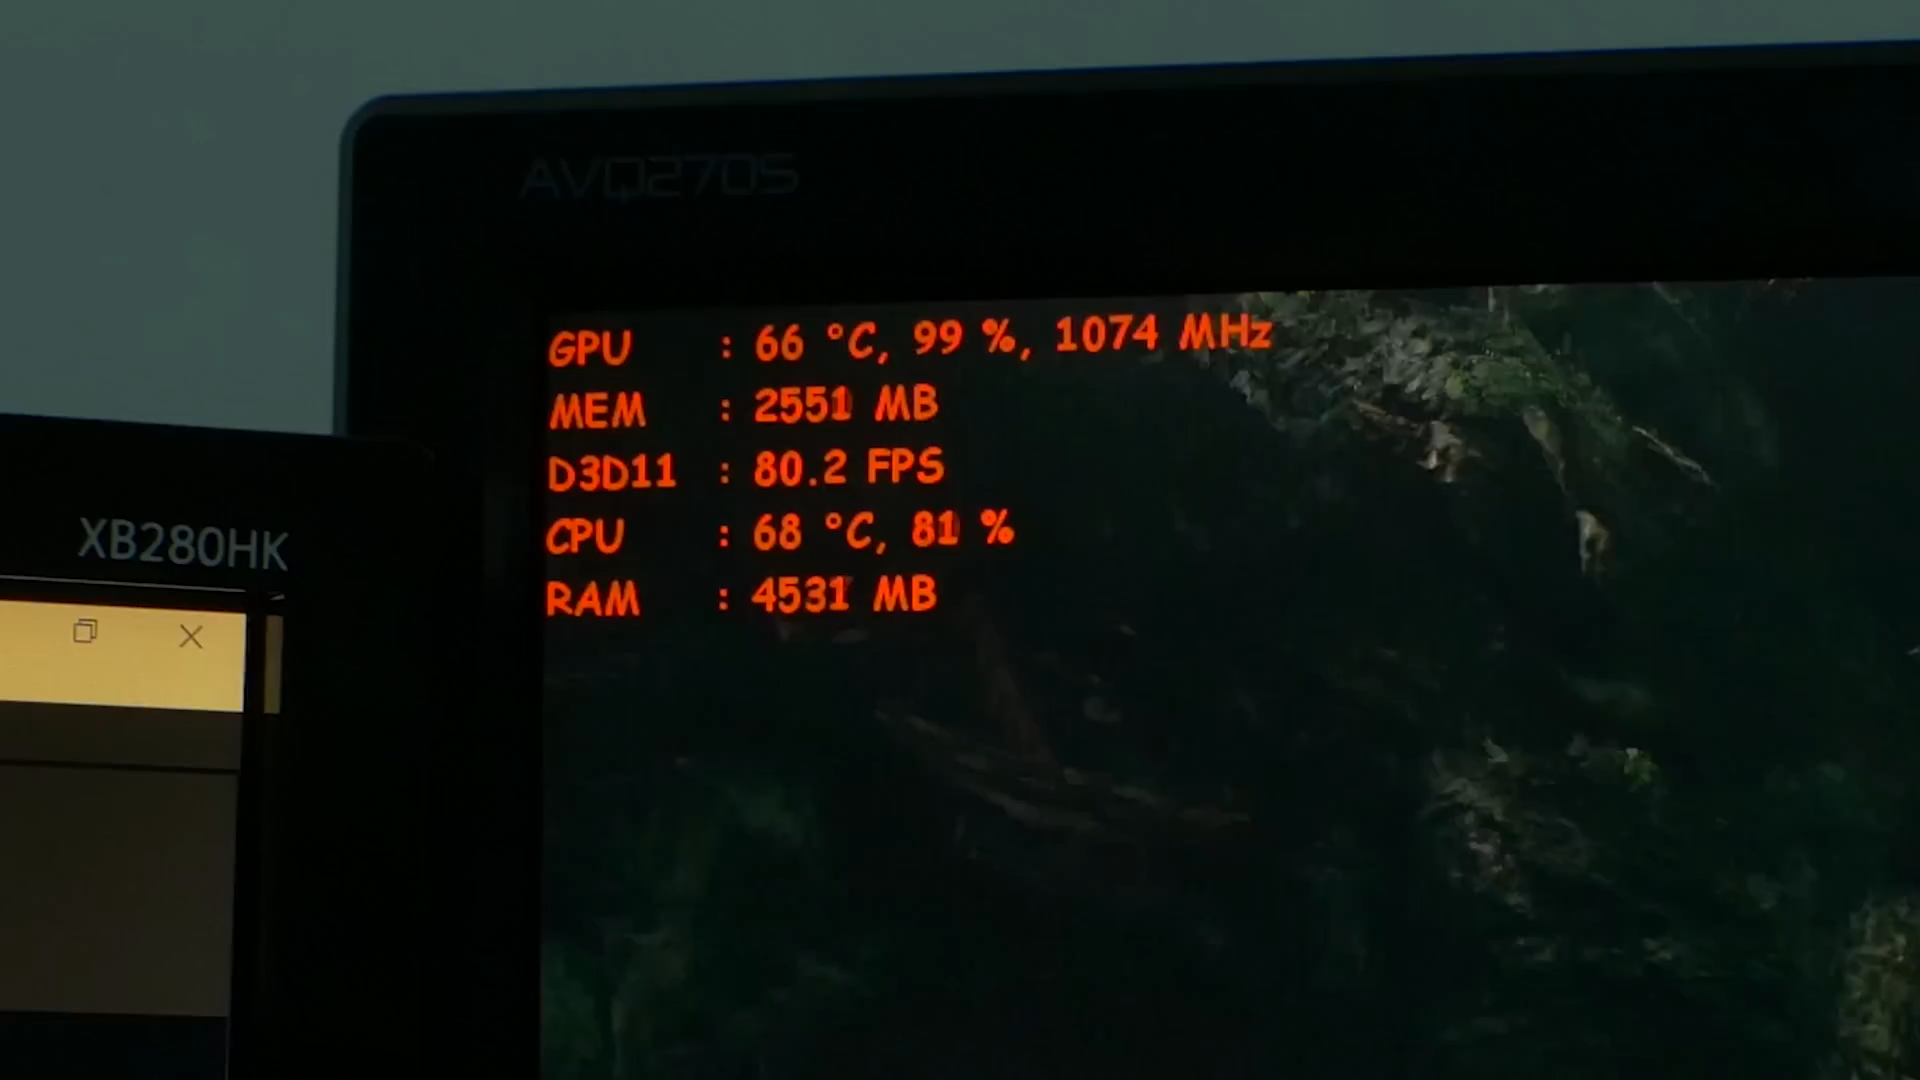 AVQ270S
GPU : 66 °C, 99 %, 1074 MHz
MEM : 2551 MB
D3D11 : 80.2 FPS
CPU : 68 °C, 81 %
RAM : 4531 MB
XB280HK